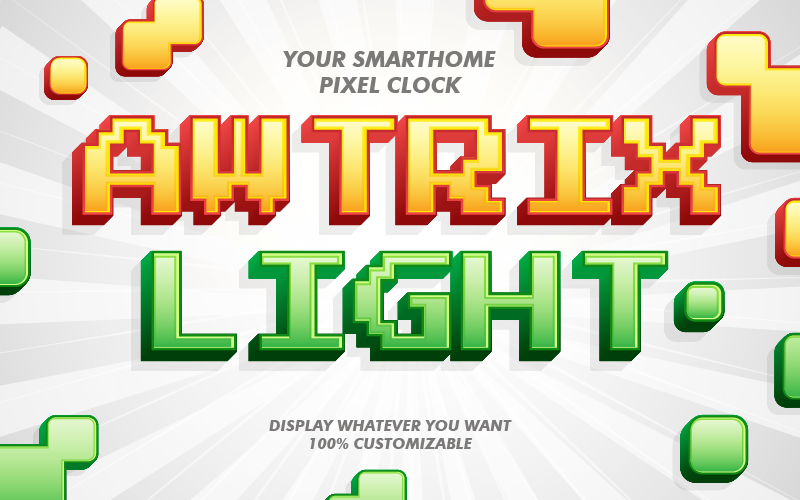 YOUR SMARTHOME
PIXEL CLOCK
AWTRIX
LIGHT
DISPLAY WHATEVER YOU WANT
100% CUSTOMIZABLE